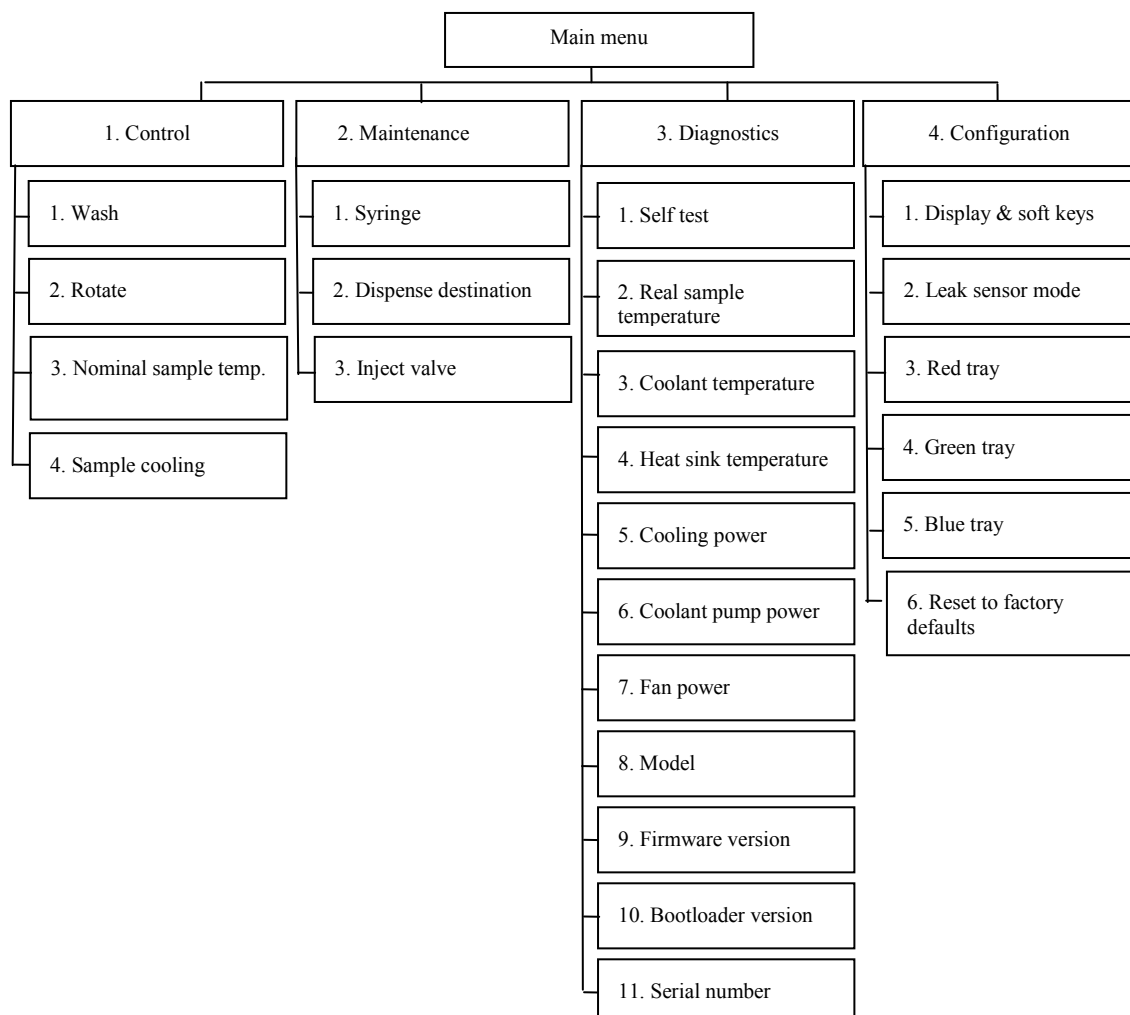 Main menu
1. Control
1. Wash
2. Rotate
3. Nominal sample temp.
4. Sample cooling
2. Maintenance
1. Syringe
2. Dispense destination
3. Inject valve
3. Diagnostics
1. Self test
2. Real sample
temperature
3. Coolant temperature
4. Heat sink temperature
5. Cooling power
6. Coolant pump power
7. Fan power
8. Model
9. Firmware version
10. Bootloader version
11. Serial number
4. Configuration
1. Display & soft keys
2. Leak sensor mode
3. Red tray
4. Green tray
5. Blue tray
6. Reset to factory
defaults